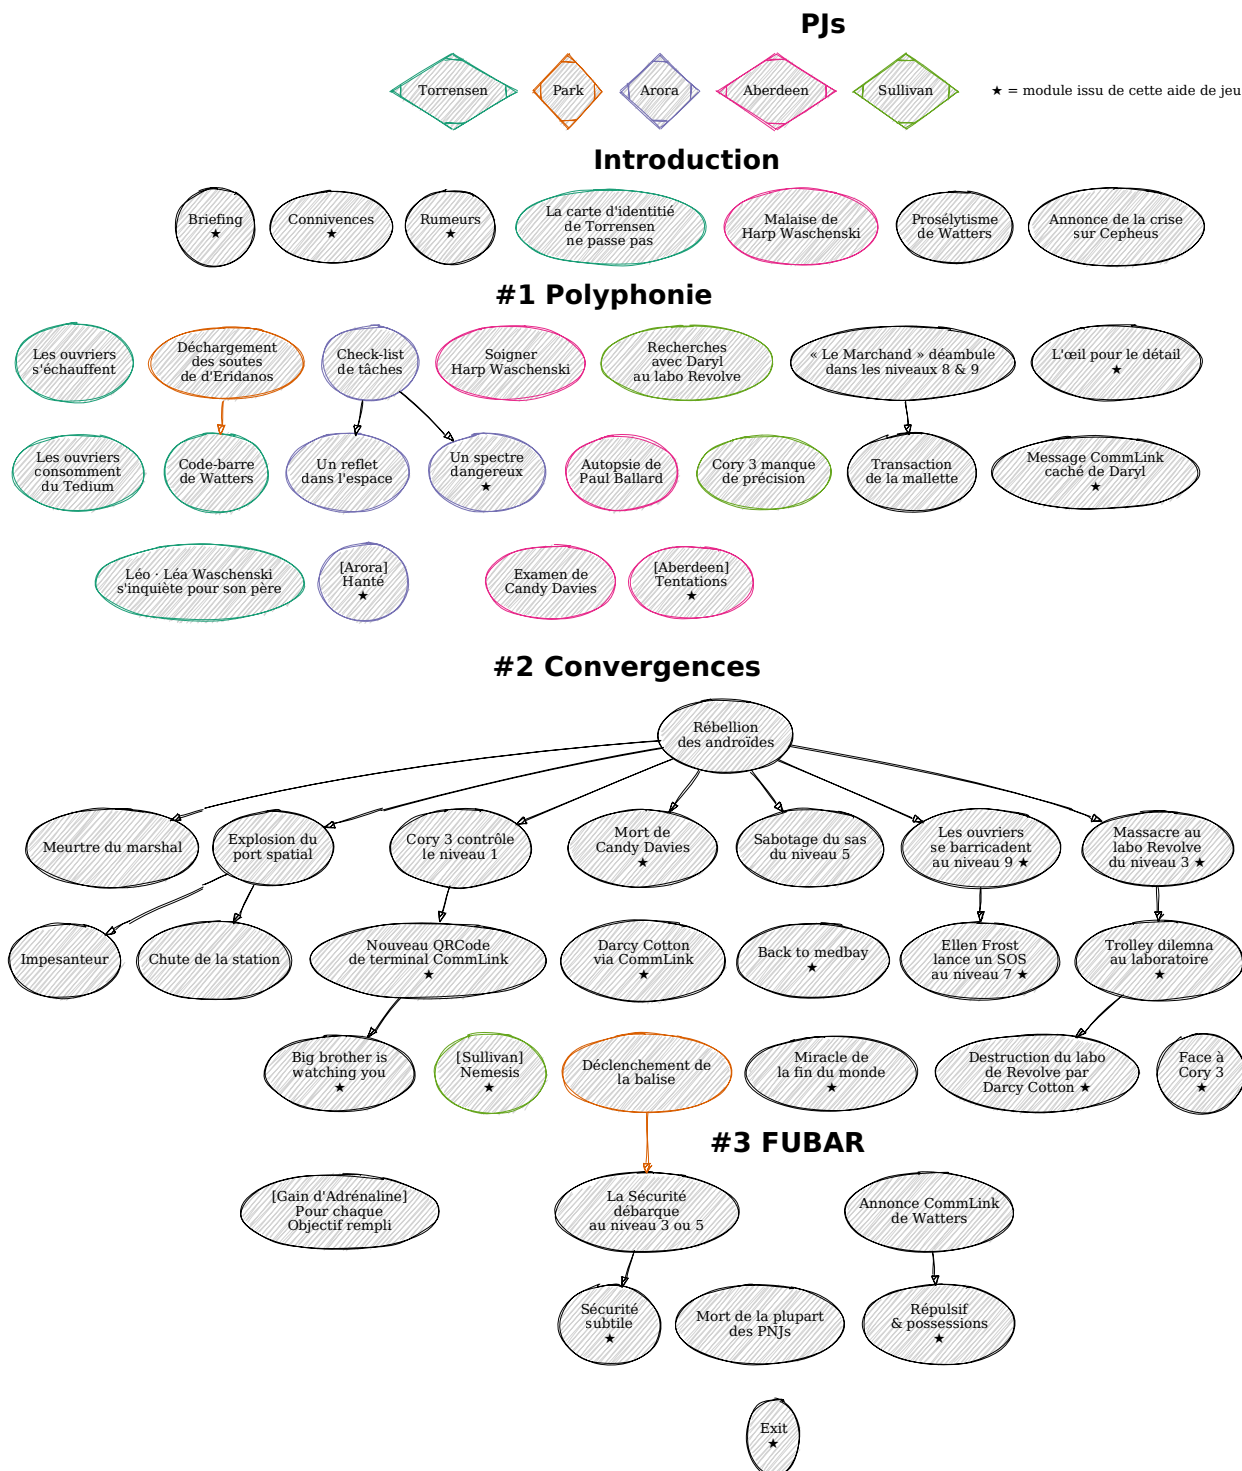 PJs
Torrensen
Park
Arora
Aberdeen
Sullivan
★ = module issu de cette aide de jeu
Introduction
Briefing
★
Connivences
★
Rumeurs
★
La carte d'identitié
de Torrensen
ne passe pas
Malaise de
Harp Waschenski
Prosélytisme
de Watters
Annonce de la crise
sur Cepheus
#1 Polyphonie
Les ouvriers
s'échauffent
Déchargement
des soutes
de d'Eridanos
Check-list
de tâches
Soigner
Harp Waschenski
Recherches
avec Daryl
au labo Revolve
« Le Marchand » déambule
dans les niveaux 8 & 9
L'œil pour le détail
★
Les ouvriers
consomment
du Tedium
Code-barre
de Watters
Un reflet
dans l'espace
Un spectre
dangereux
★
Autopsie de
Paul Ballard
Cory 3 manque
de précision
Transaction
de la mallette
Message CommLink
caché de Daryl
★
Léo · Léa Waschenski
s'inquiète pour son père
[Arora]
Hanté
★
Examen de
Candy Davies
[Aberdeen]
Tentations
★
#2 Convergences
Rébellion
des androïdes
Meurtre du marshal
Explosion du
port spatial
Cory 3 contrôle
le niveau 1
Mort de
Candy Davies
★
Sabotage du sas
du niveau 5
Les ouvriers
se barricadent
au niveau 9 ★
Massacre au
labo Revolve
du niveau 3 ★
Impesanteur
Chute de la station
Nouveau QRCode
de terminal CommLink
★
Darcy Cotton
via CommLink
★
Back to medbay
★
Ellen Frost
lance un SOS
au niveau 7 ★
Trolley dilemna
au laboratoire
★
Big brother is
watching you
★
[Sullivan]
Nemesis
★
Déclenchement de
la balise
Miracle de
la fin du monde
★
Destruction du labo
de Revolve par
Darcy Cotton ★
Face à
Cory 3
★
#3 FUBAR
[Gain d'Adrénaline]
Pour chaque
Objectif rempli
La Sécurité
débarque
au niveau 3 ou 5
Annonce CommLink
de Watters
Sécurité
subtile
★
Mort de la plupart
des PNJs
Répulsif
& possessions
★
Exit
★